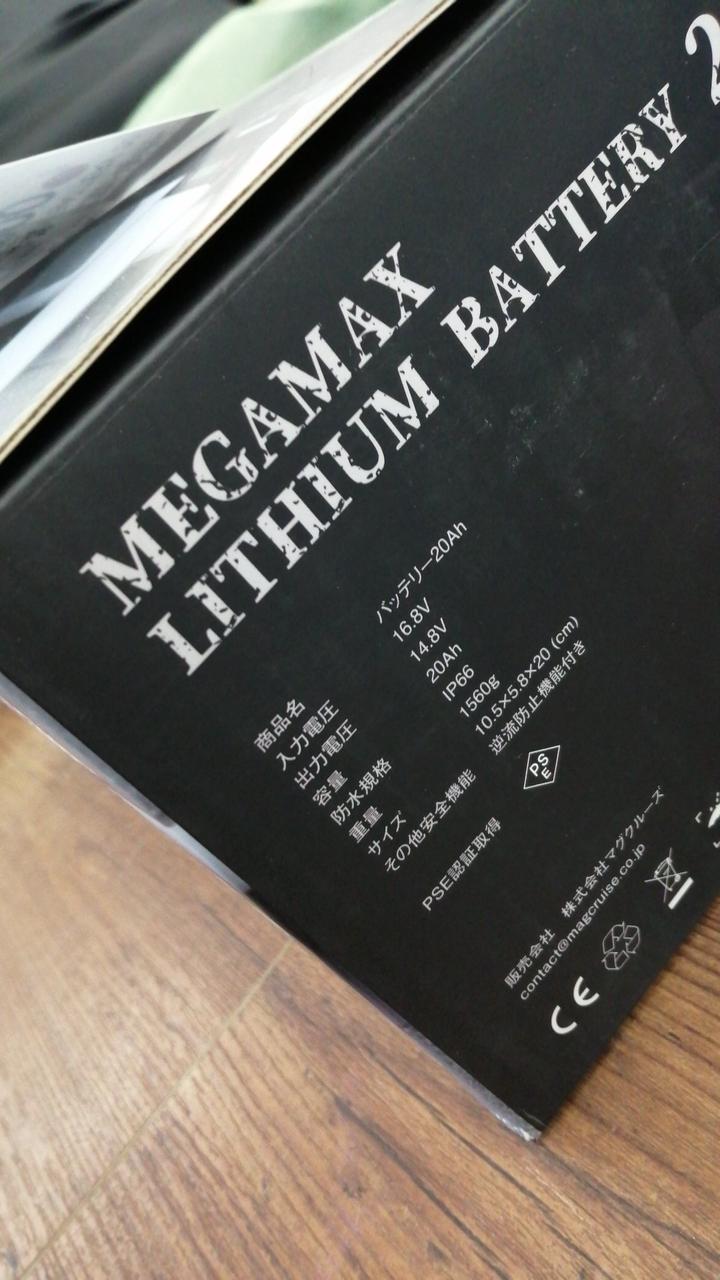 MEGAMAX
LITHIUM BATTERY 2
商品名 バッテリー20Ah
入力電圧 16.8V
出力電圧 14.8V
容量 20Ah
防水規格 IP66
重量 1560g
サイズ 10.5×5.8×20 (cm)
その他安全機能 逆流防止機能付き
PSE認証取得 PSE
販売会社 株式会社マグクルーズ
contact@magcruise.co.jp
CE